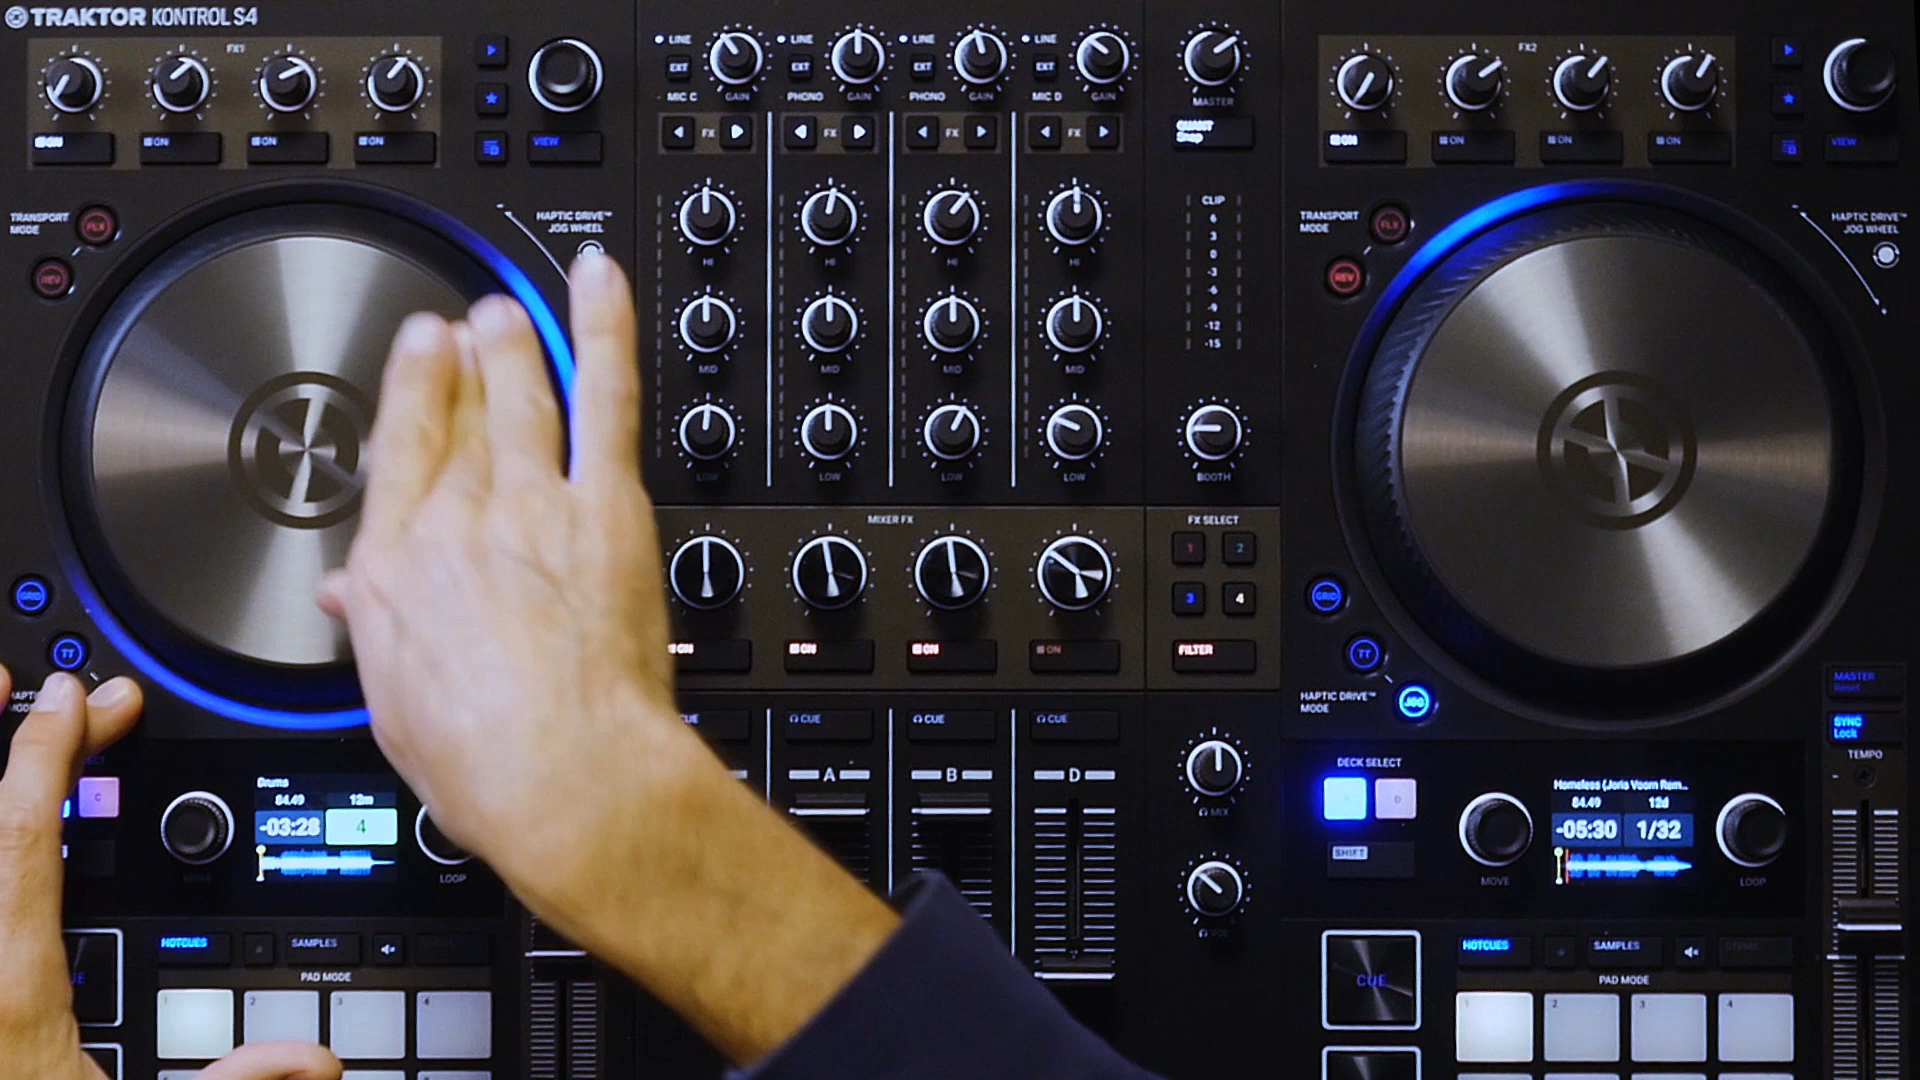 TRAKTOR KONTROL S4
FX1
ON
ON
ON
ON
VIEW
TRANSPORT
MODE
FLX
REV
HAPTIC DRIVE™
JOG WHEEL
LINE
LINE
LINE
LINE
EXT
EXT
EXT
EXT
MIC C
GAIN
PHONO
GAIN
PHONO
GAIN
MIC D
GAIN
MASTER
FX
FX
FX
FX
QUANT
Snap
HI
HI
HI
HI
MID
MID
MID
MID
LOW
LOW
LOW
LOW
CLIP
6
3
0
-3
-6
-9
-12
-15
BOOTH
FX2
ON
ON
ON
ON
VIEW
TRANSPORT
MODE
FLX
REV
HAPTIC DRIVE™
JOG WHEEL
MIXER FX
ON
ON
ON
ON
FX SELECT
1
2
3
4
FILTER
GRID
TT
GRID
TT
HAPTIC DRIVE™
MODE
JOG
CUE
CUE
CUE
CUE
A
B
D
MIX
VOL
C
Drums
84.49
12m
-03:28
4
LOOP
HOTCUES
SAMPLES
PAD MODE
1
2
3
4
DECK SELECT
D
SHIFT
MOVE
Homeless (Joris Voorn Rem...
84.49
12d
-05:30
1/32
LOOP
MASTER
Reset
SYNC
Lock
TEMPO
CUE
HOTCUES
SAMPLES
STEMS
PAD MODE
1
2
3
4